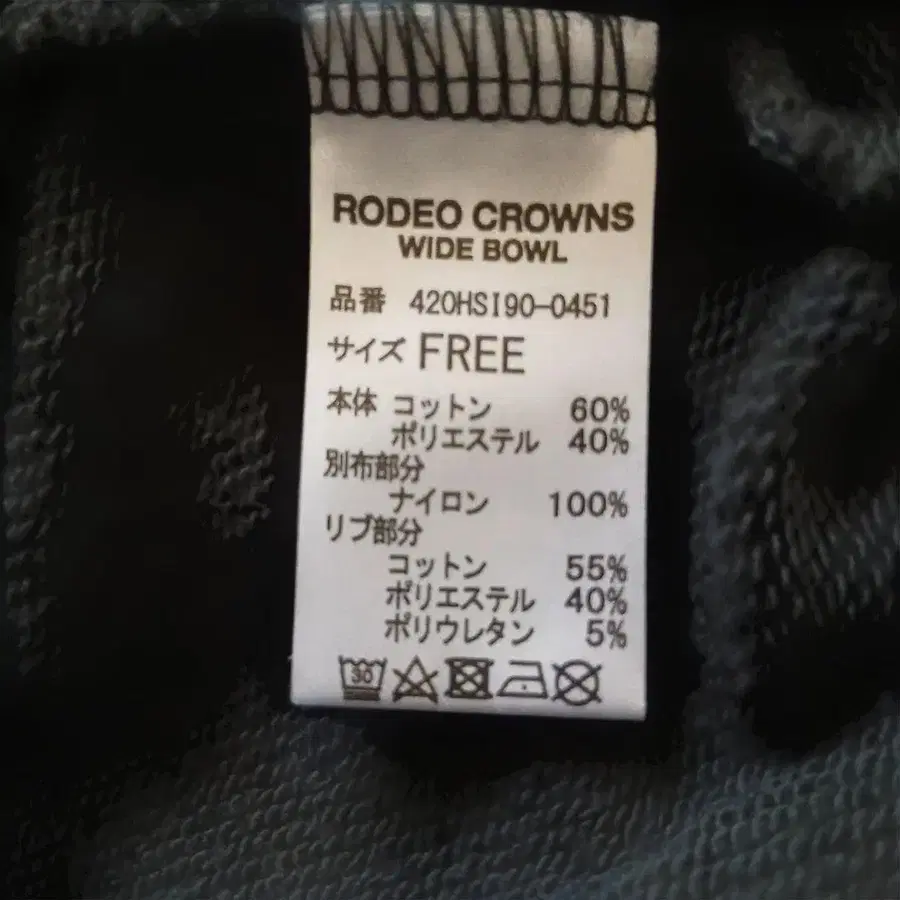 RODEO CROWNS
WIDE BOWL
品番 420HSI90-0451
サイズ FREE
本体 コットン 60%
ポリエステル 40%
別布部分
ナイロン 100%
リブ部分
コットン 55%
ポリエステル 40%
ポリウレタン 5%
30